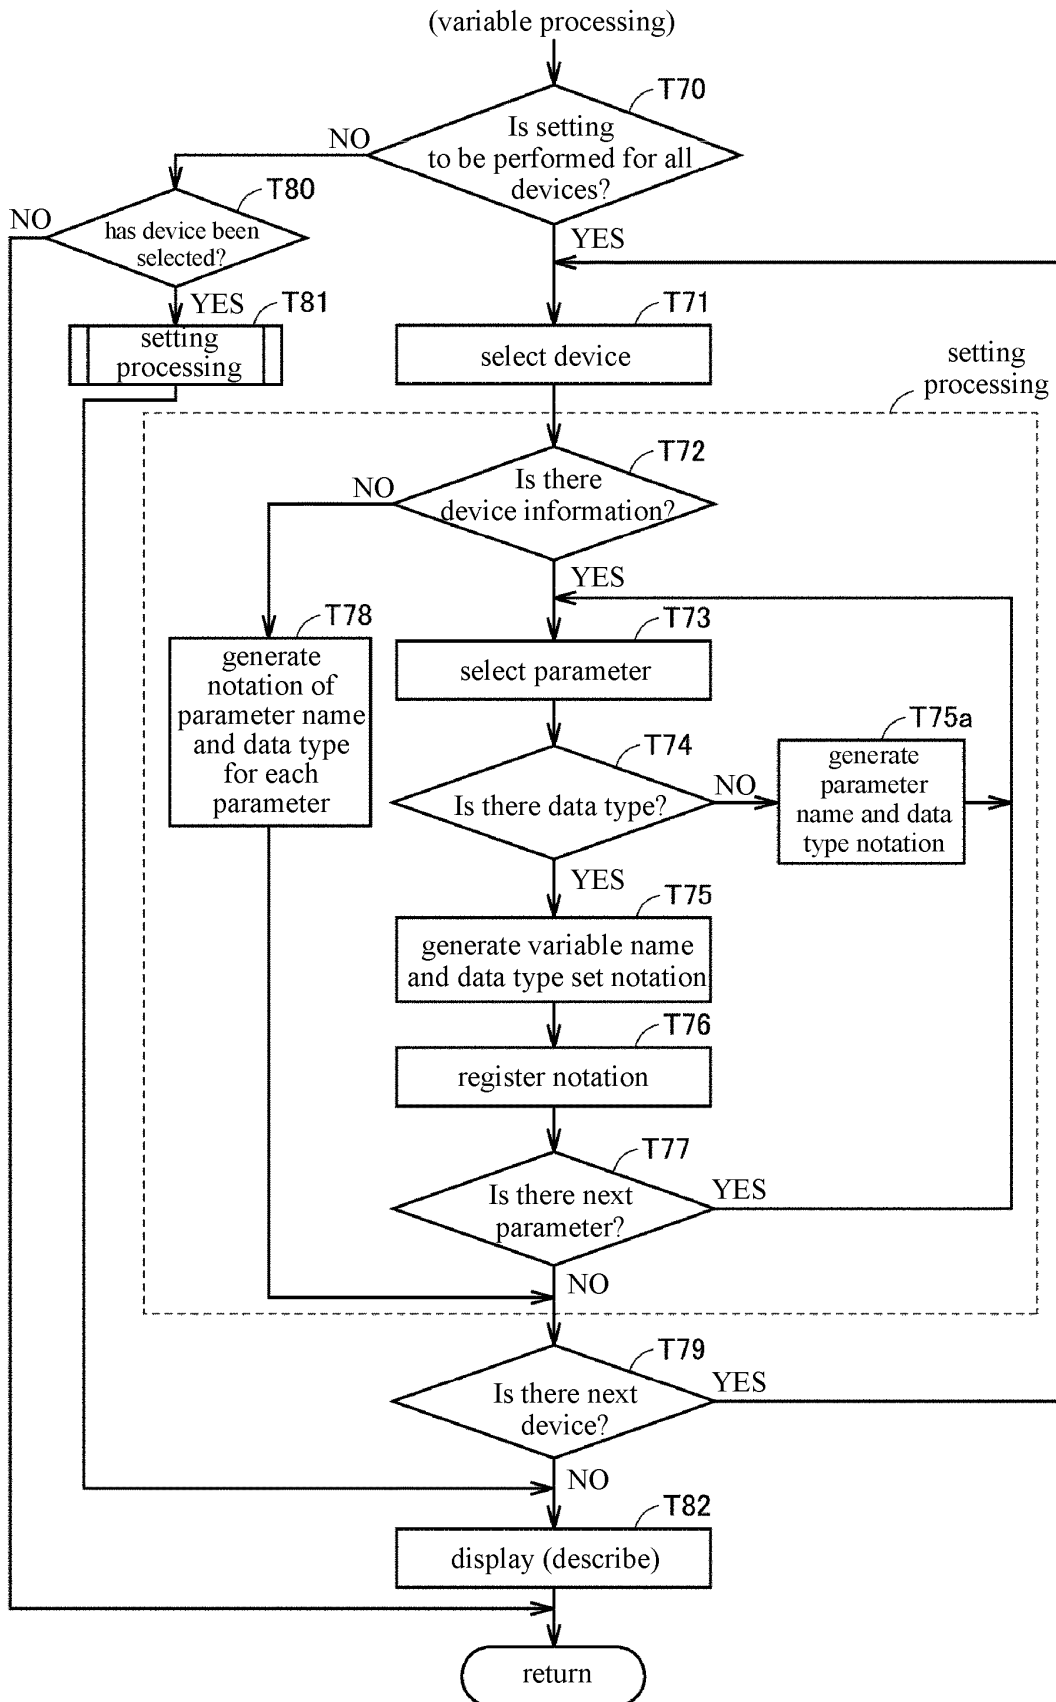 (variable processing)
T70
Is setting
to be performed for all
devices?
NO
YES
T80
has device been
selected?
NO
YES
T81
setting
processing
T71
select device
setting
processing
T72
Is there
device information?
NO
YES
T78
generate
notation of
parameter name
and data type
for each
parameter
T73
select parameter
T74
Is there data type?
NO
YES
T75a
generate
parameter
name and data
type notation
T75
generate variable name
and data type set notation
T76
register notation
T77
Is there next
parameter?
YES
NO
T79
Is there next
device?
YES
NO
T82
display (describe)
return